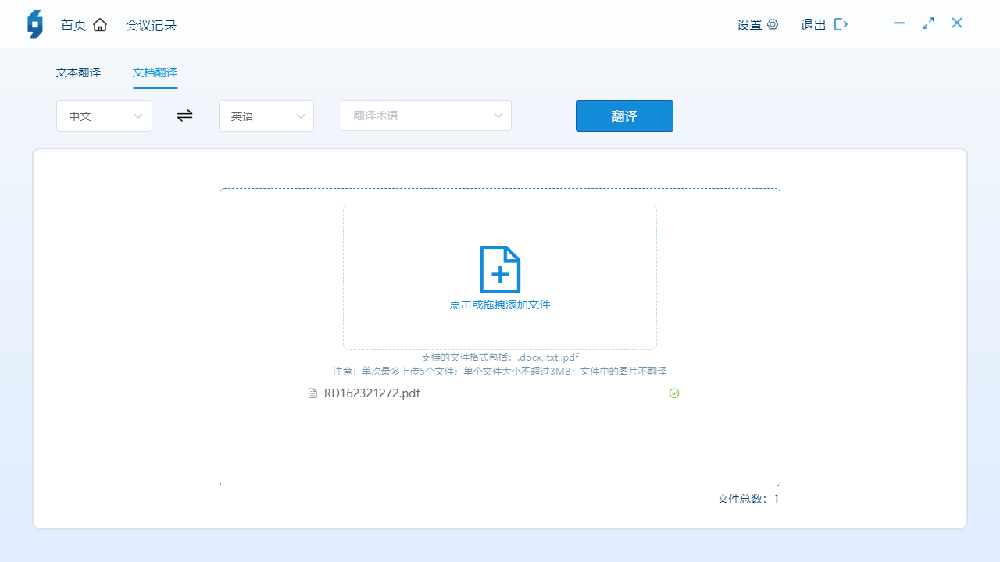 首页 会议记录 设置 退出
文本翻译 文档翻译
中文 英语 翻译术语 翻译
点击或拖拽添加文件
支持的文件格式包括：.docx,.txt,.pdf
注意：单次最多上传5个文件；单个文件大小不超过3MB；文件中的图片不翻译
RD162321272.pdf
文件总数：1